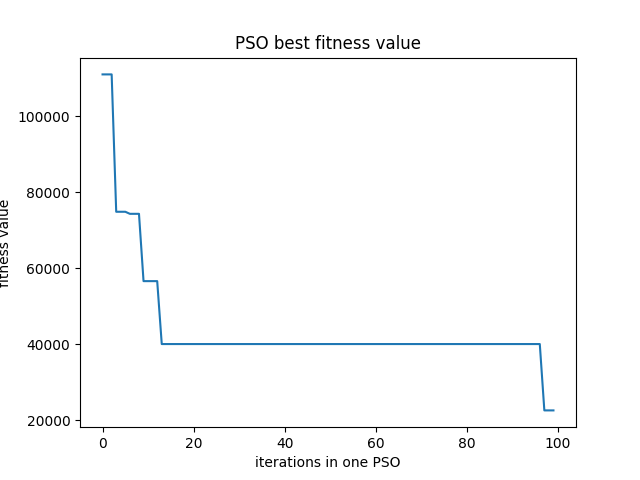 PSO best fitness value
100000
80000
60000
40000
20000
fitness value
0 20 40 60 80 100
iterations in one PSO